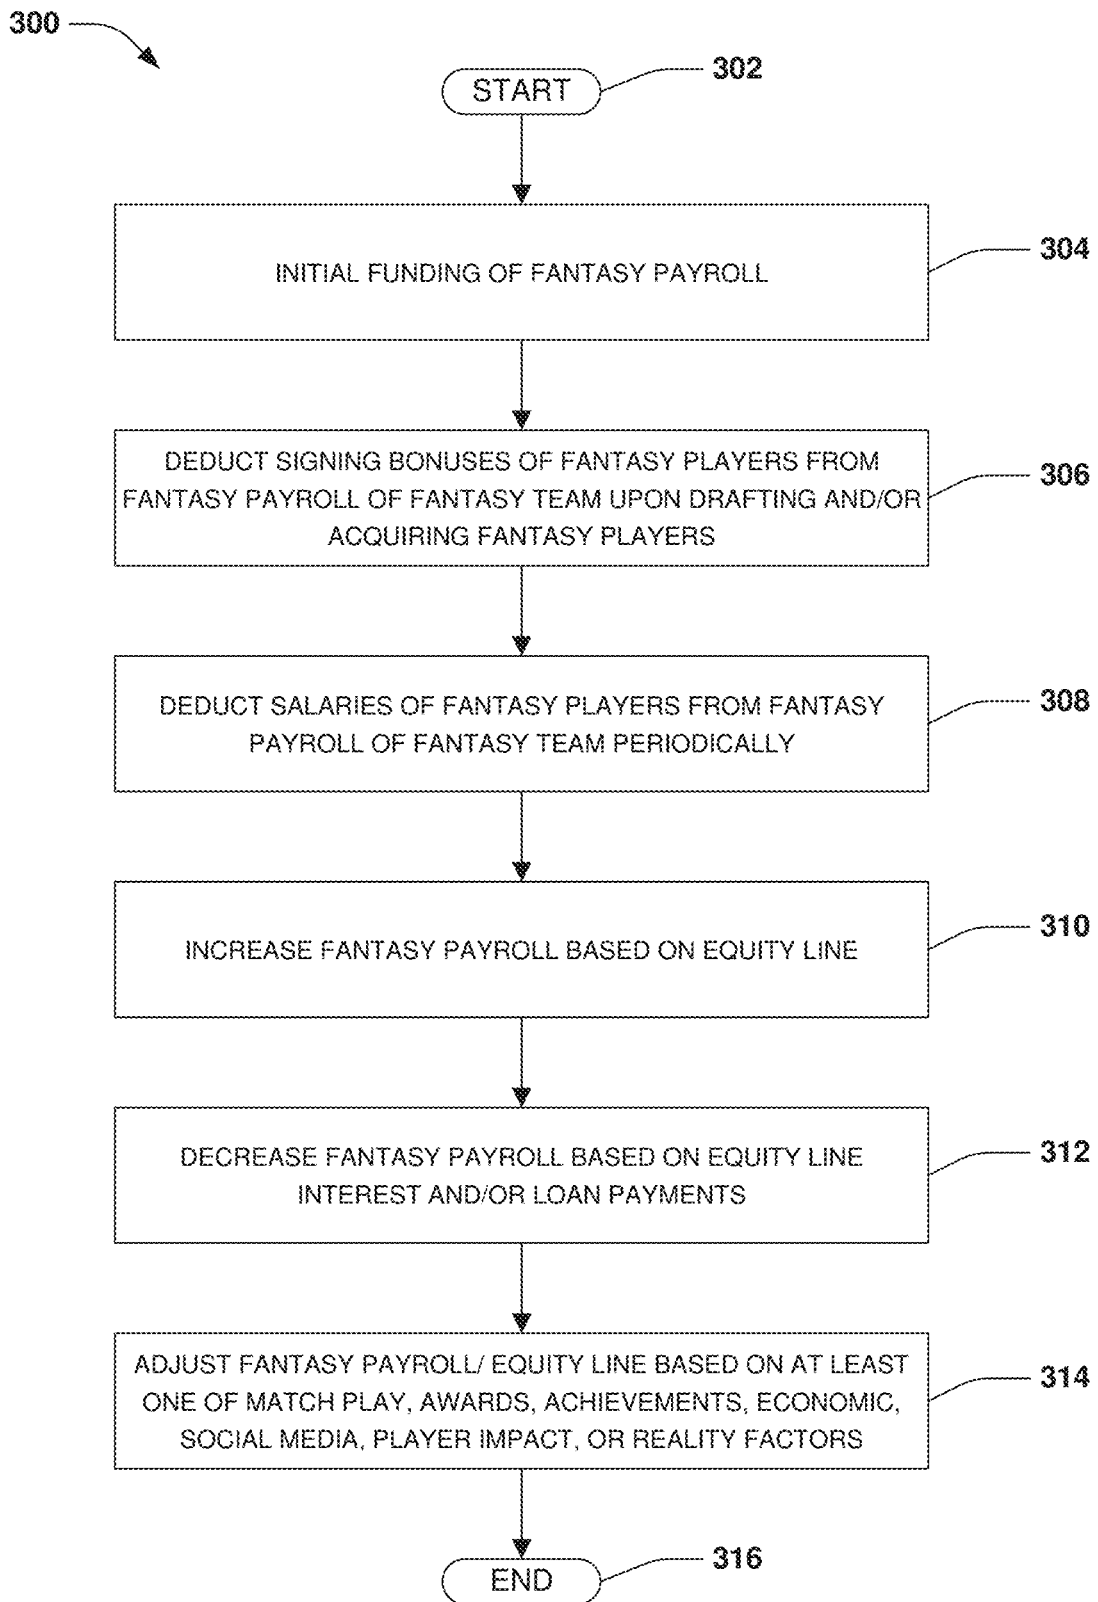 300
302
START
304
INITIAL FUNDING OF FANTASY PAYROLL
306
DEDUCT SIGNING BONUSES OF FANTASY PLAYERS FROM
FANTASY PAYROLL OF FANTASY TEAM UPON DRAFTING AND/OR
ACQUIRING FANTASY PLAYERS
308
DEDUCT SALARIES OF FANTASY PLAYERS FROM FANTASY
PAYROLL OF FANTASY TEAM PERIODICALLY
310
INCREASE FANTASY PAYROLL BASED ON EQUITY LINE
312
DECREASE FANTASY PAYROLL BASED ON EQUITY LINE
INTEREST AND/OR LOAN PAYMENTS
314
ADJUST FANTASY PAYROLL/ EQUITY LINE BASED ON AT LEAST
ONE OF MATCH PLAY, AWARDS, ACHIEVEMENTS, ECONOMIC,
SOCIAL MEDIA, PLAYER IMPACT, OR REALITY FACTORS
316
END